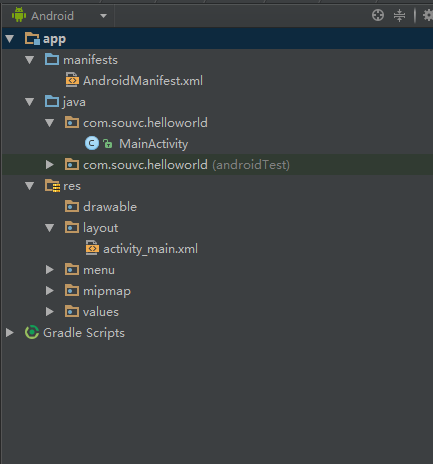 Android
app
manifests
AndroidManifest.xml
java
com.souvc.helloworld
C MainActivity
com.souvc.helloworld (androidTest)
res
drawable
layout
activity_main.xml
menu
mipmap
values
Gradle Scripts